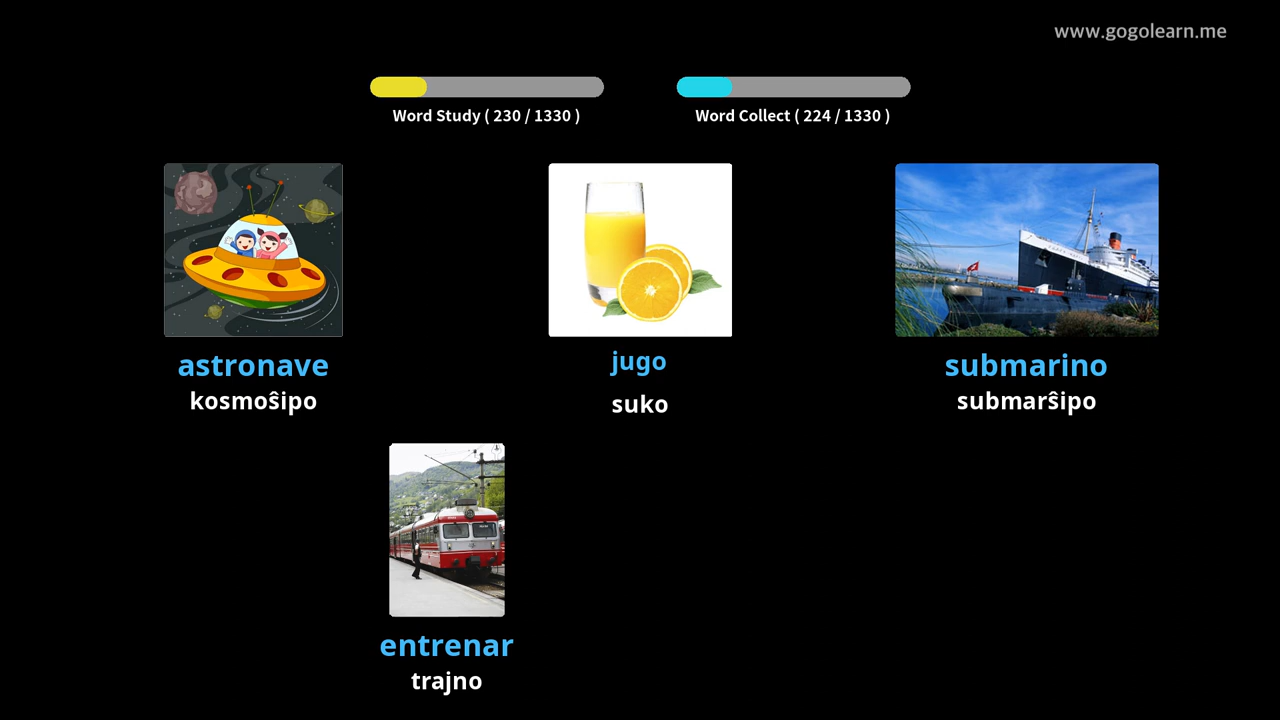 www.gogolearn.me
Word Study ( 230 / 1330 )
Word Collect ( 224 / 1330 )
astronave
kosmoŝipo
jugo
suko
submarino
submarŝipo
entrenar
trajno